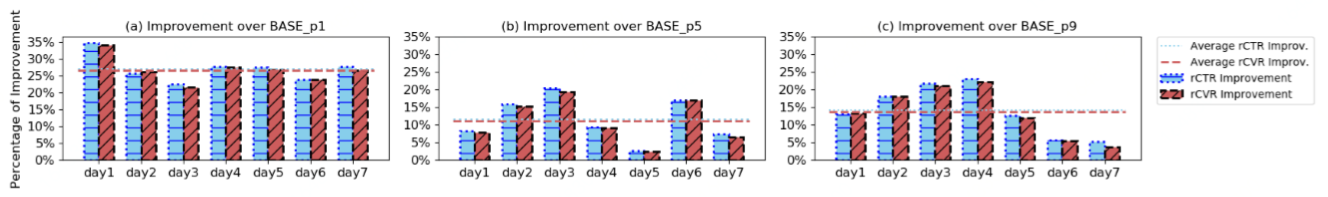 Percentage of Improvement
(a) Improvement over BASE_p1
35%
30%
25%
20%
15%
10%
5%
0%
day1 day2 day3 day4 day5 day6 day7
(b) Improvement over BASE_p5
35%
30%
25%
20%
15%
10%
5%
0%
day1 day2 day3 day4 day5 day6 day7
(c) Improvement over BASE_p9
35%
30%
25%
20%
15%
10%
5%
0%
day1 day2 day3 day4 day5 day6 day7
Average rCTR Improv.
Average rCVR Improv.
rCTR Improvement
rCVR Improvement